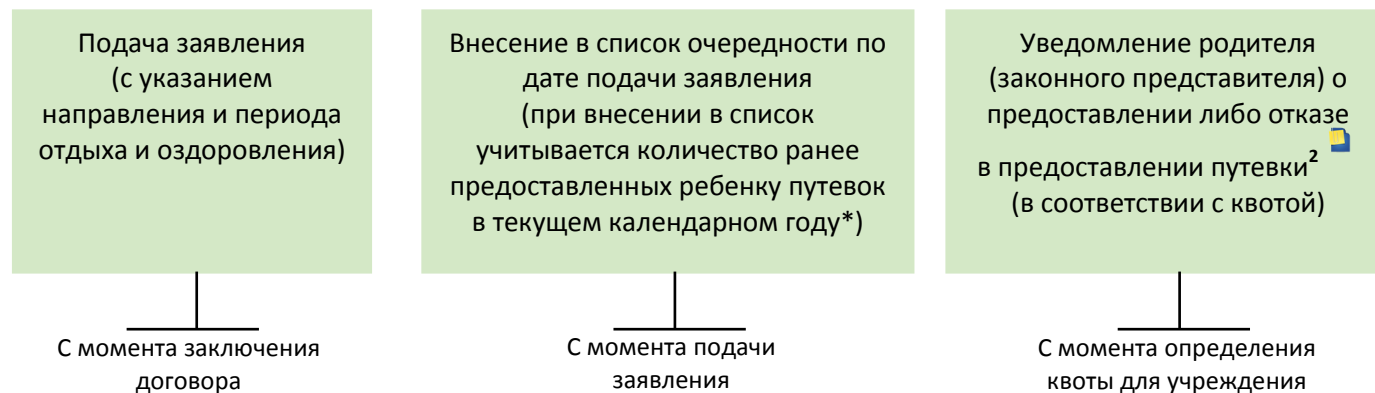 Подача заявления
(с указанием
направления и периода
отдыха и оздоровления)
Внесение в список очередности по
дате подачи заявления
(при внесении в список
учитывается количество ранее
предоставленных ребенку путевок
в текущем календарном году*)
Уведомление родителя
(законного представителя) о
предоставлении либо отказе
в предоставлении путевки²
(в соответствии с квотой)
С момента заключения
договора
С момента подачи
заявления
С момента определения
квоты для учреждения